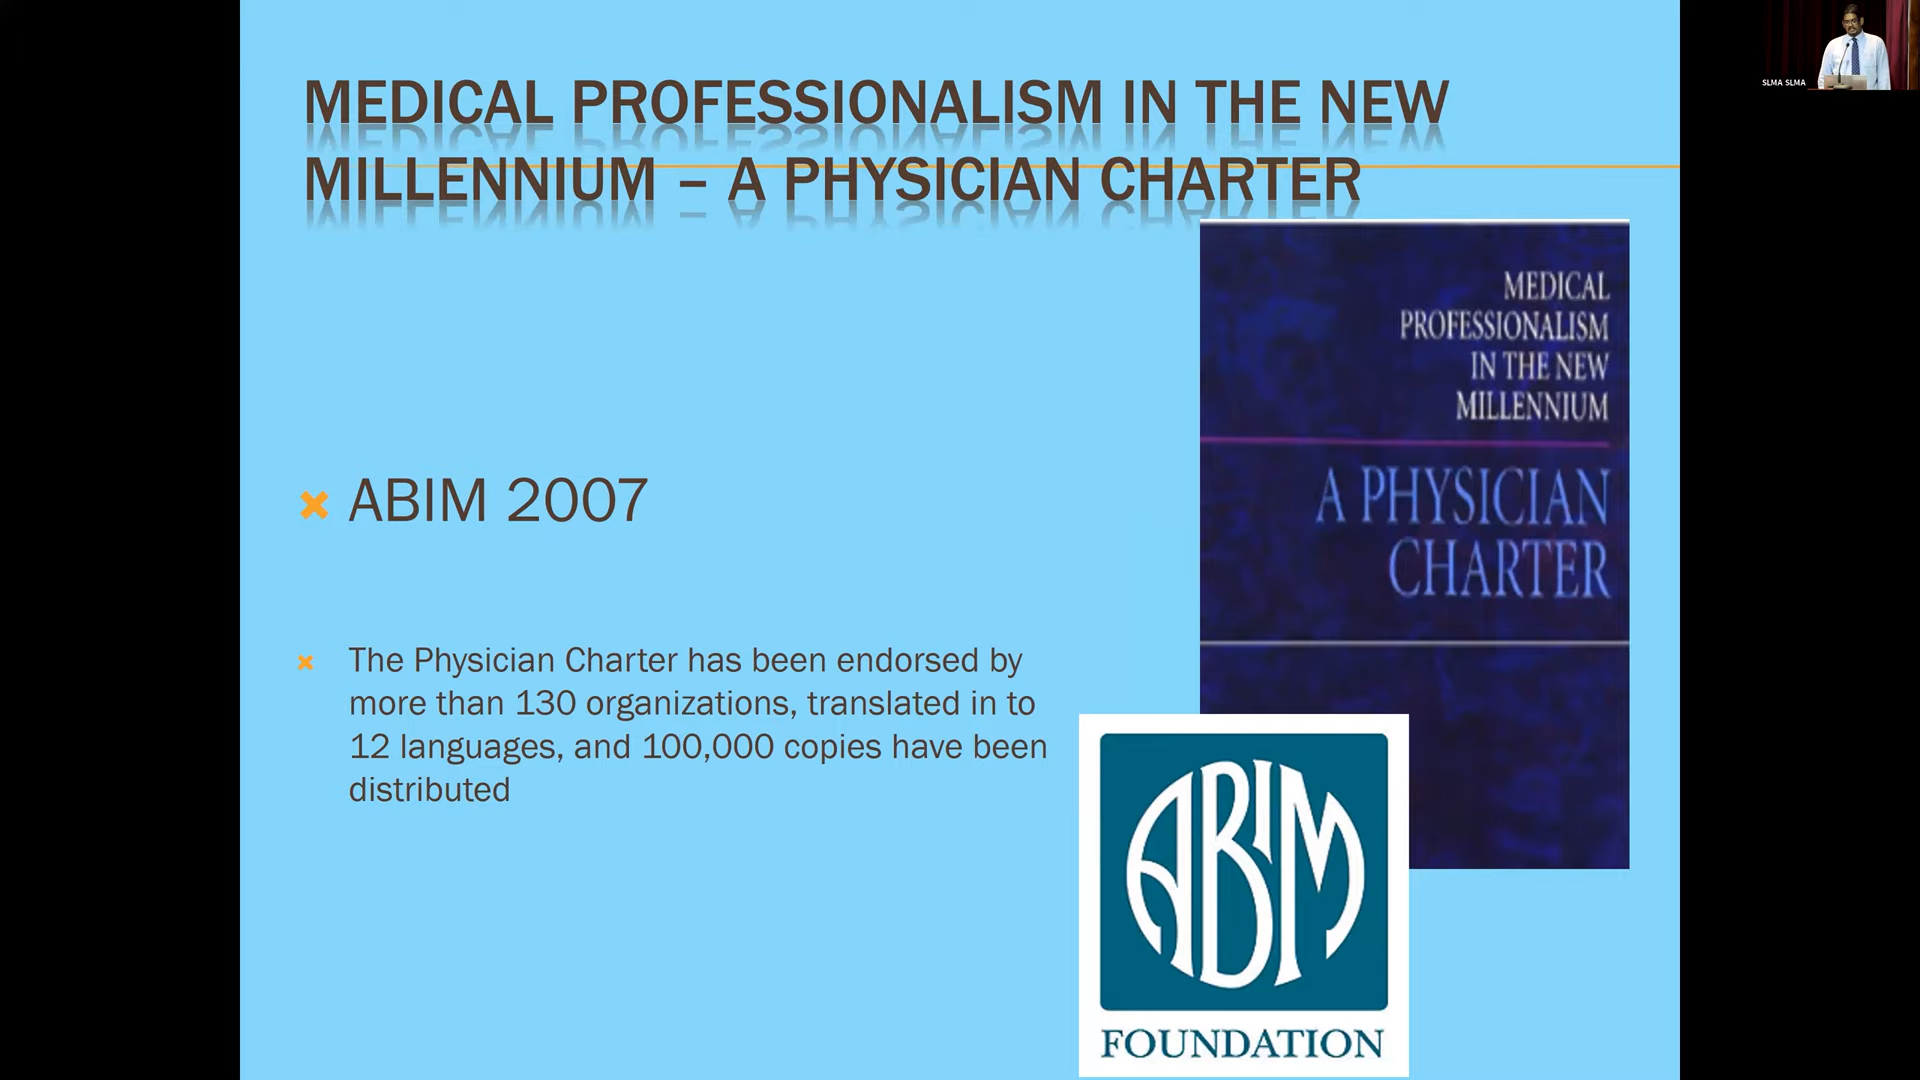 MEDICAL PROFESSIONALISM IN THE NEW
MILLENNIUM – A PHYSICIAN CHARTER
SLMA SLMA
MEDICAL
PROFESSIONALISM
IN THE NEW
MILLENNIUM
A PHYSICIAN
CHARTER
ABIM 2007
The Physician Charter has been endorsed by
more than 130 organizations, translated in to
12 languages, and 100,000 copies have been
distributed
ABIM
FOUNDATION